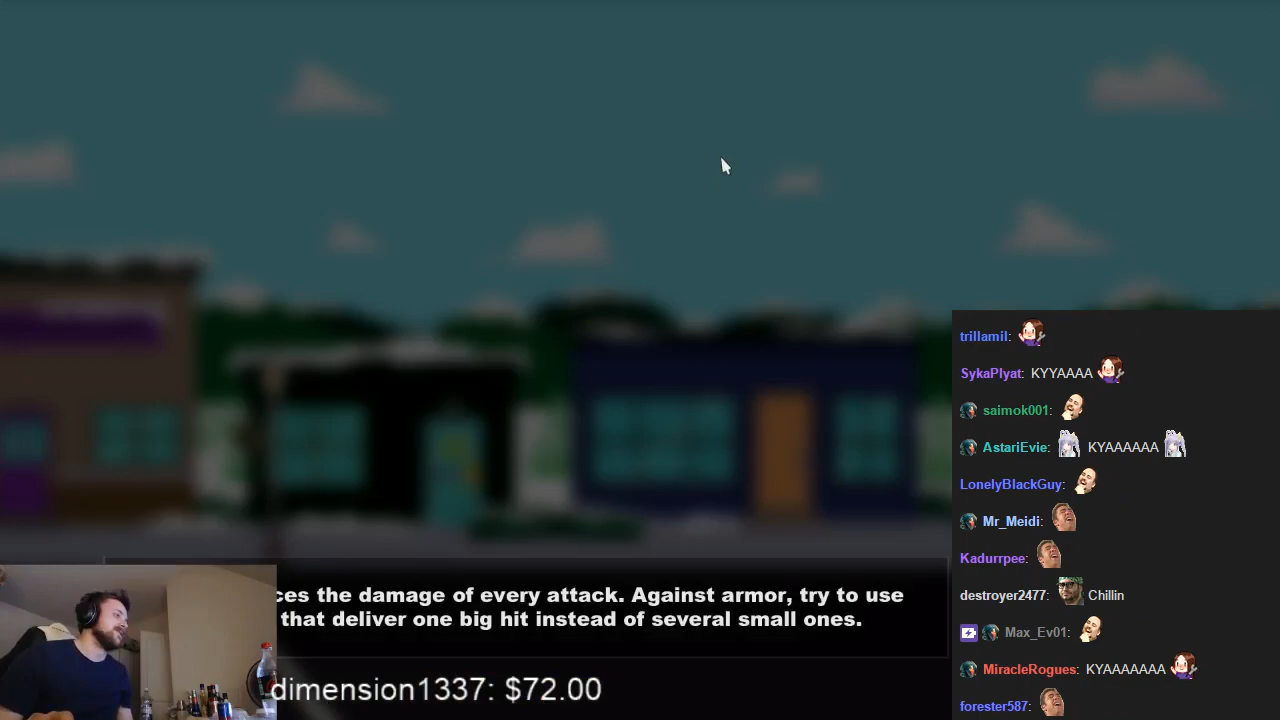 trillamil:
SykaPlyat: KYYAAAA
saimok001:
AstariEvie: KYAAAAAA
LonelyBlackGuy:
Mr_Meidi:
Kadurrpee:
destroyer2477: Chillin
Max_Ev01:
MiracleRogues: KYAAAAAAA
forester587:
ces the damage of every attack. Against armor, try to use
that deliver one big hit instead of several small ones.
dimension1337: $72.00